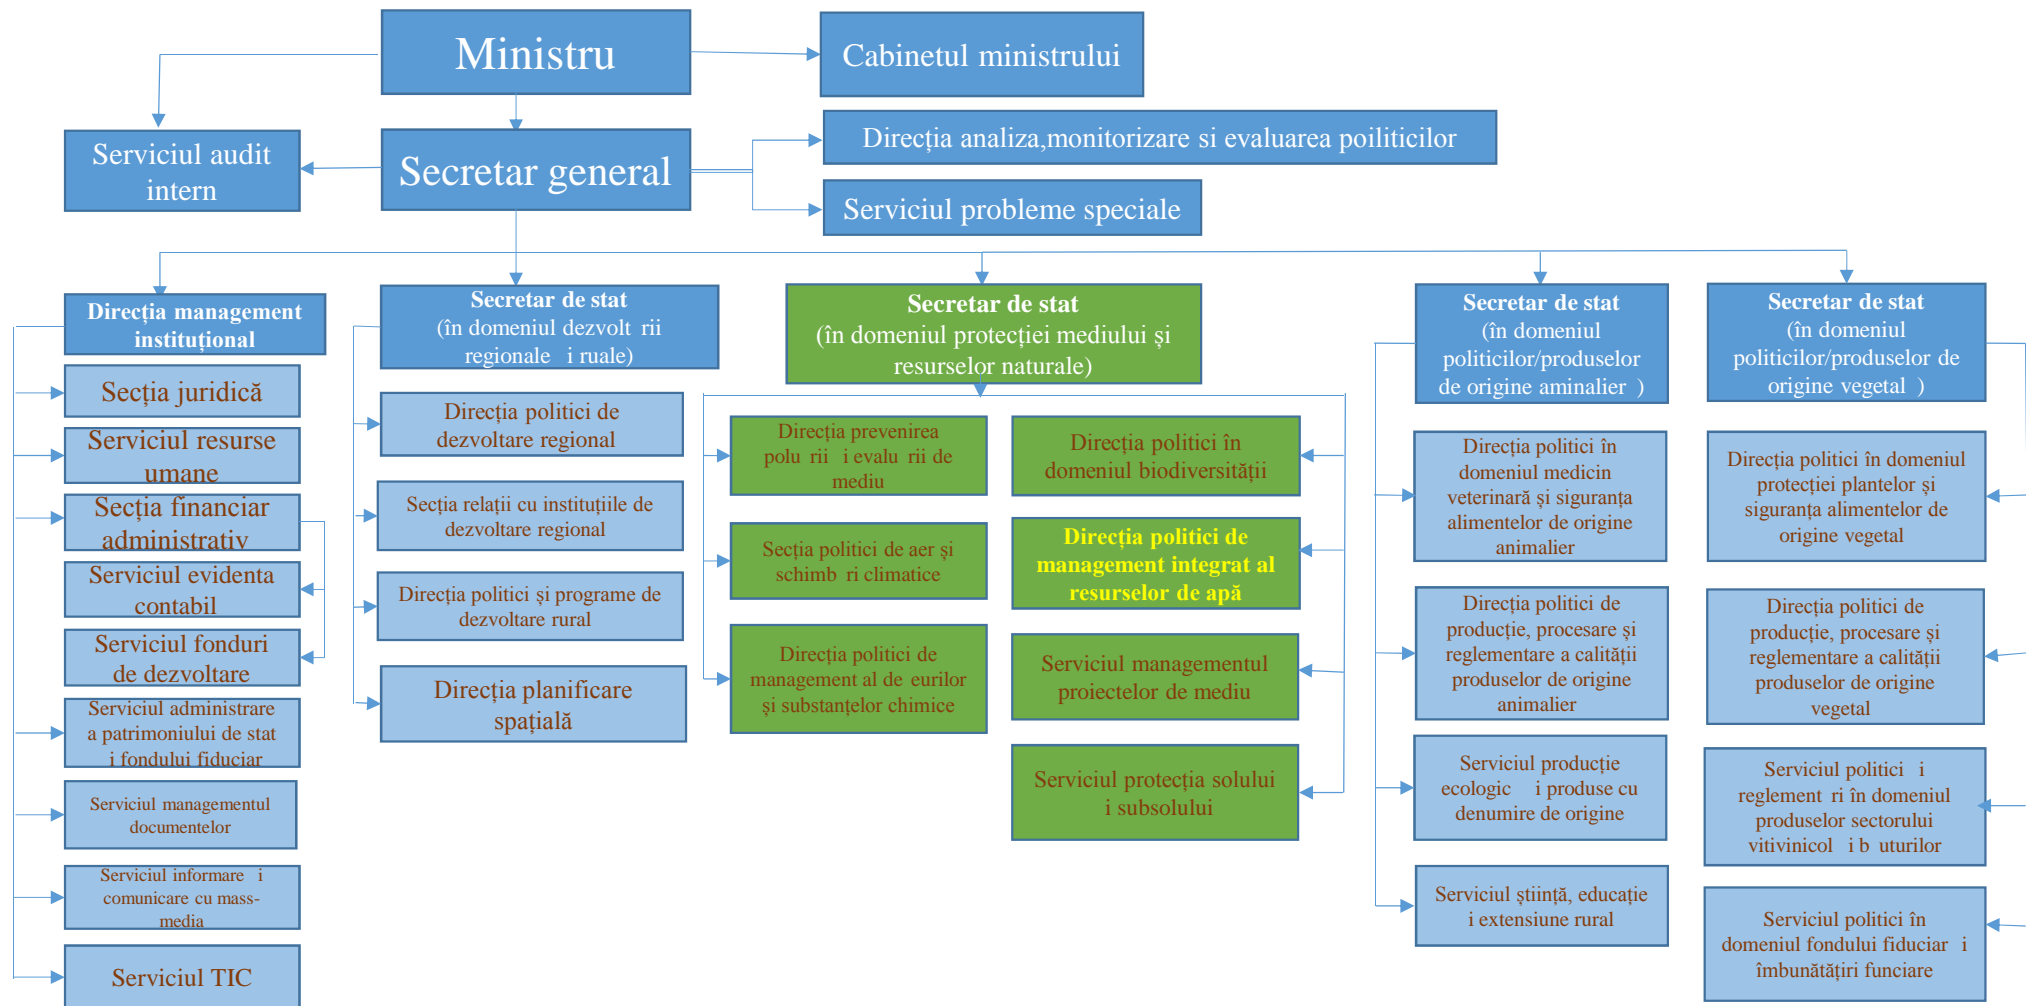 Ministru
Cabinetul ministrului
Serviciul audit
intern
Secretar general
Direcția analiza,monitorizare si evaluarea poiliticilor
Serviciul probleme speciale
Direcția management
instituțional
Secția juridică
Serviciul resurse
umane
Secția financiar
administrativ
Serviciul evidenta
contabil
Serviciul fonduri
de dezvoltare
Serviciul administrare
a patrimoniului de stat
i fondului fiduciar
Serviciul managementul
documentelor
Serviciul informare i
comunicare cu mass-
media
Serviciul TIC
Secretar de stat
(în domeniul dezvolt rii
regionale i ruale)
Direcția politici de
dezvoltare regional
Secția relații cu instituțiile de
dezvoltare regional
Direcția politici și programe de
dezvoltare rural
Direcția planificare
spațială
Secretar de stat
(în domeniul protecției mediului și
resurselor naturale)
Direcția prevenirea
polu rii i evalu rii de
mediu
Secția politici de aer și
schimb ri climatice
Direcția politici de
management al de eurilor
și substanțelor chimice
Direcția politici în
domeniul biodiversității
Direcția politici de
management integrat al
resurselor de apă
Serviciul managementul
proiectelor de mediu
Serviciul protecția solului
i subsolului
Secretar de stat
(în domeniul
politicilor/produselor
de origine aminalier )
Direcția politici în
domeniul medicin
veterinară și siguranța
alimentelor de origine
animalier
Direcția politici de
producție, procesare și
reglementare a calității
produselor de origine
animalier
Serviciul producție
ecologic i produse cu
denumire de origine
Serviciul știință, educație
i extensiune rural
Secretar de stat
(în domeniul
politicilor/produselor de
origine vegetal )
Direcția politici în domeniul
protecției plantelor și
siguranța alimentelor de
origine vegetal
Direcția politici de
producție, procesare și
reglementare a calității
produselor de origine
vegetal
Serviciul politici i
reglement ri în domeniul
produselor sectorului
vitivinicol i b uturilor
Serviciul politici în
domeniul fondului fiduciar i
îmbunătățiri funciare